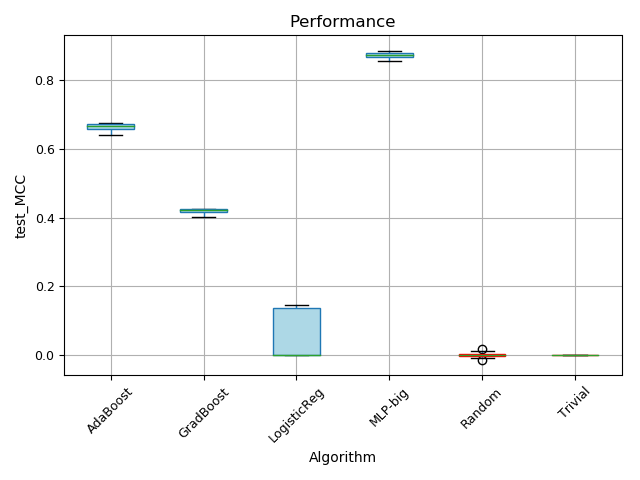 Performance
test_MCC
0.8
0.6
0.4
0.2
0.0
AdaBoost
GradBoost
LogisticReg
MLP-big
Random
Trivial
Algorithm